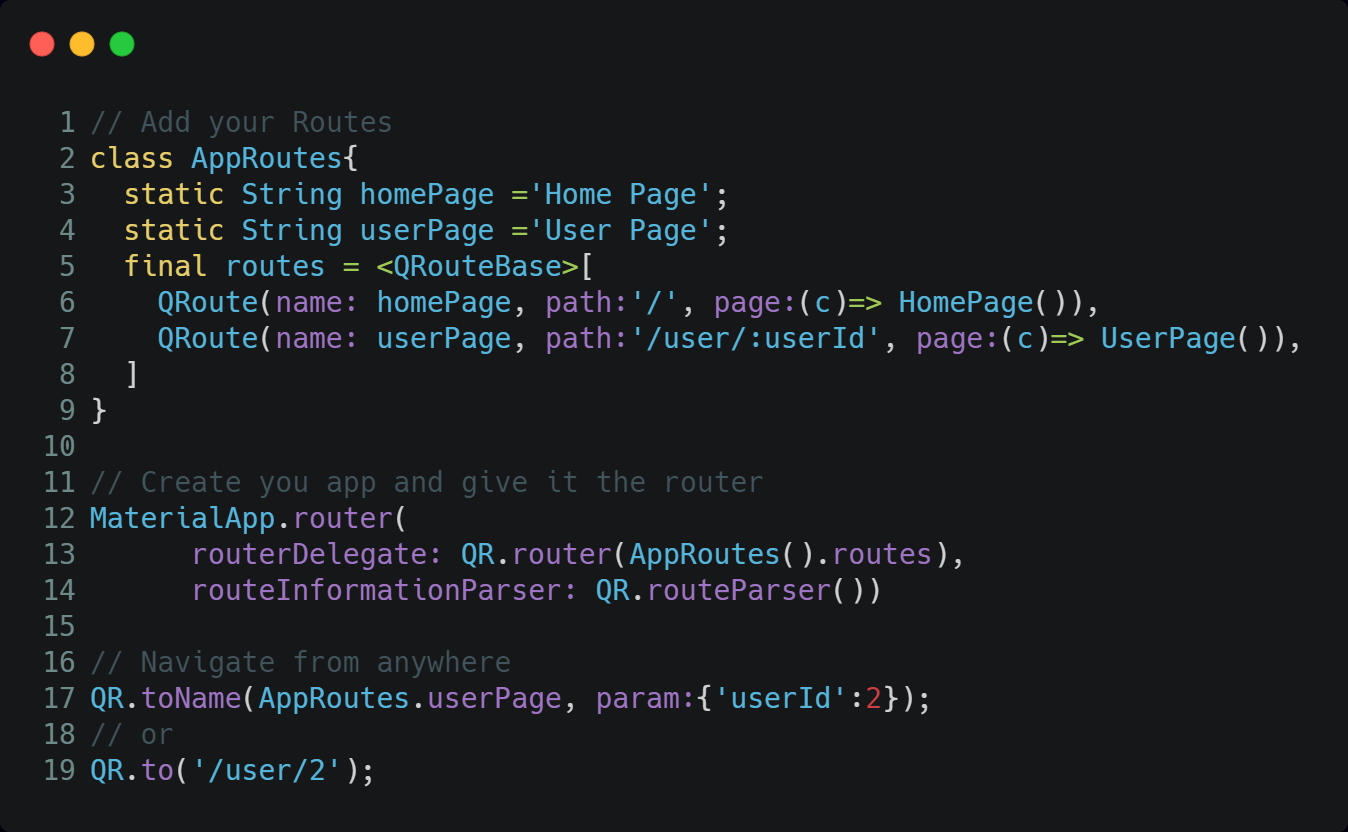 1 // Add your Routes
2 class AppRoutes{
3   static String homePage ='Home Page';
4   static String userPage ='User Page';
5   final routes = <QRouteBase>[
6     QRoute(name: homePage, path:'/', page:(c)=> HomePage()),
7     QRoute(name: userPage, path:'/user/:userId', page:(c)=> UserPage()),
8   ]
9 }
10
11 // Create you app and give it the router
12 MaterialApp.router(
13       routerDelegate: QR.router(AppRoutes().routes),
14       routeInformationParser: QR.routeParser())
15
16 // Navigate from anywhere
17 QR.toName(AppRoutes.userPage, param:{'userId':2});
18 // or
19 QR.to('/user/2');